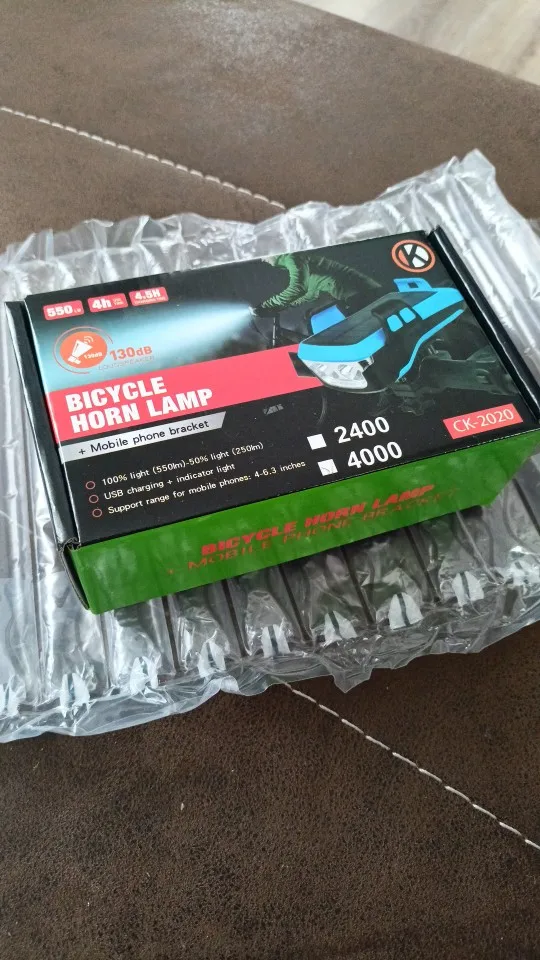 550
4h
4.5H
130dB
130dB
LOUDSPEAKER
BICYCLE
HORN LAMP
+ Mobile phone bracket
100% light (550lm)-50% light (250lm)
USB charging + indicator light
Support range for mobile phones: 4-6.3 inches
2400
4000
CK-2020
K
BICYCLE HORN LAMP
+ MOBILE PHONE BRACKET